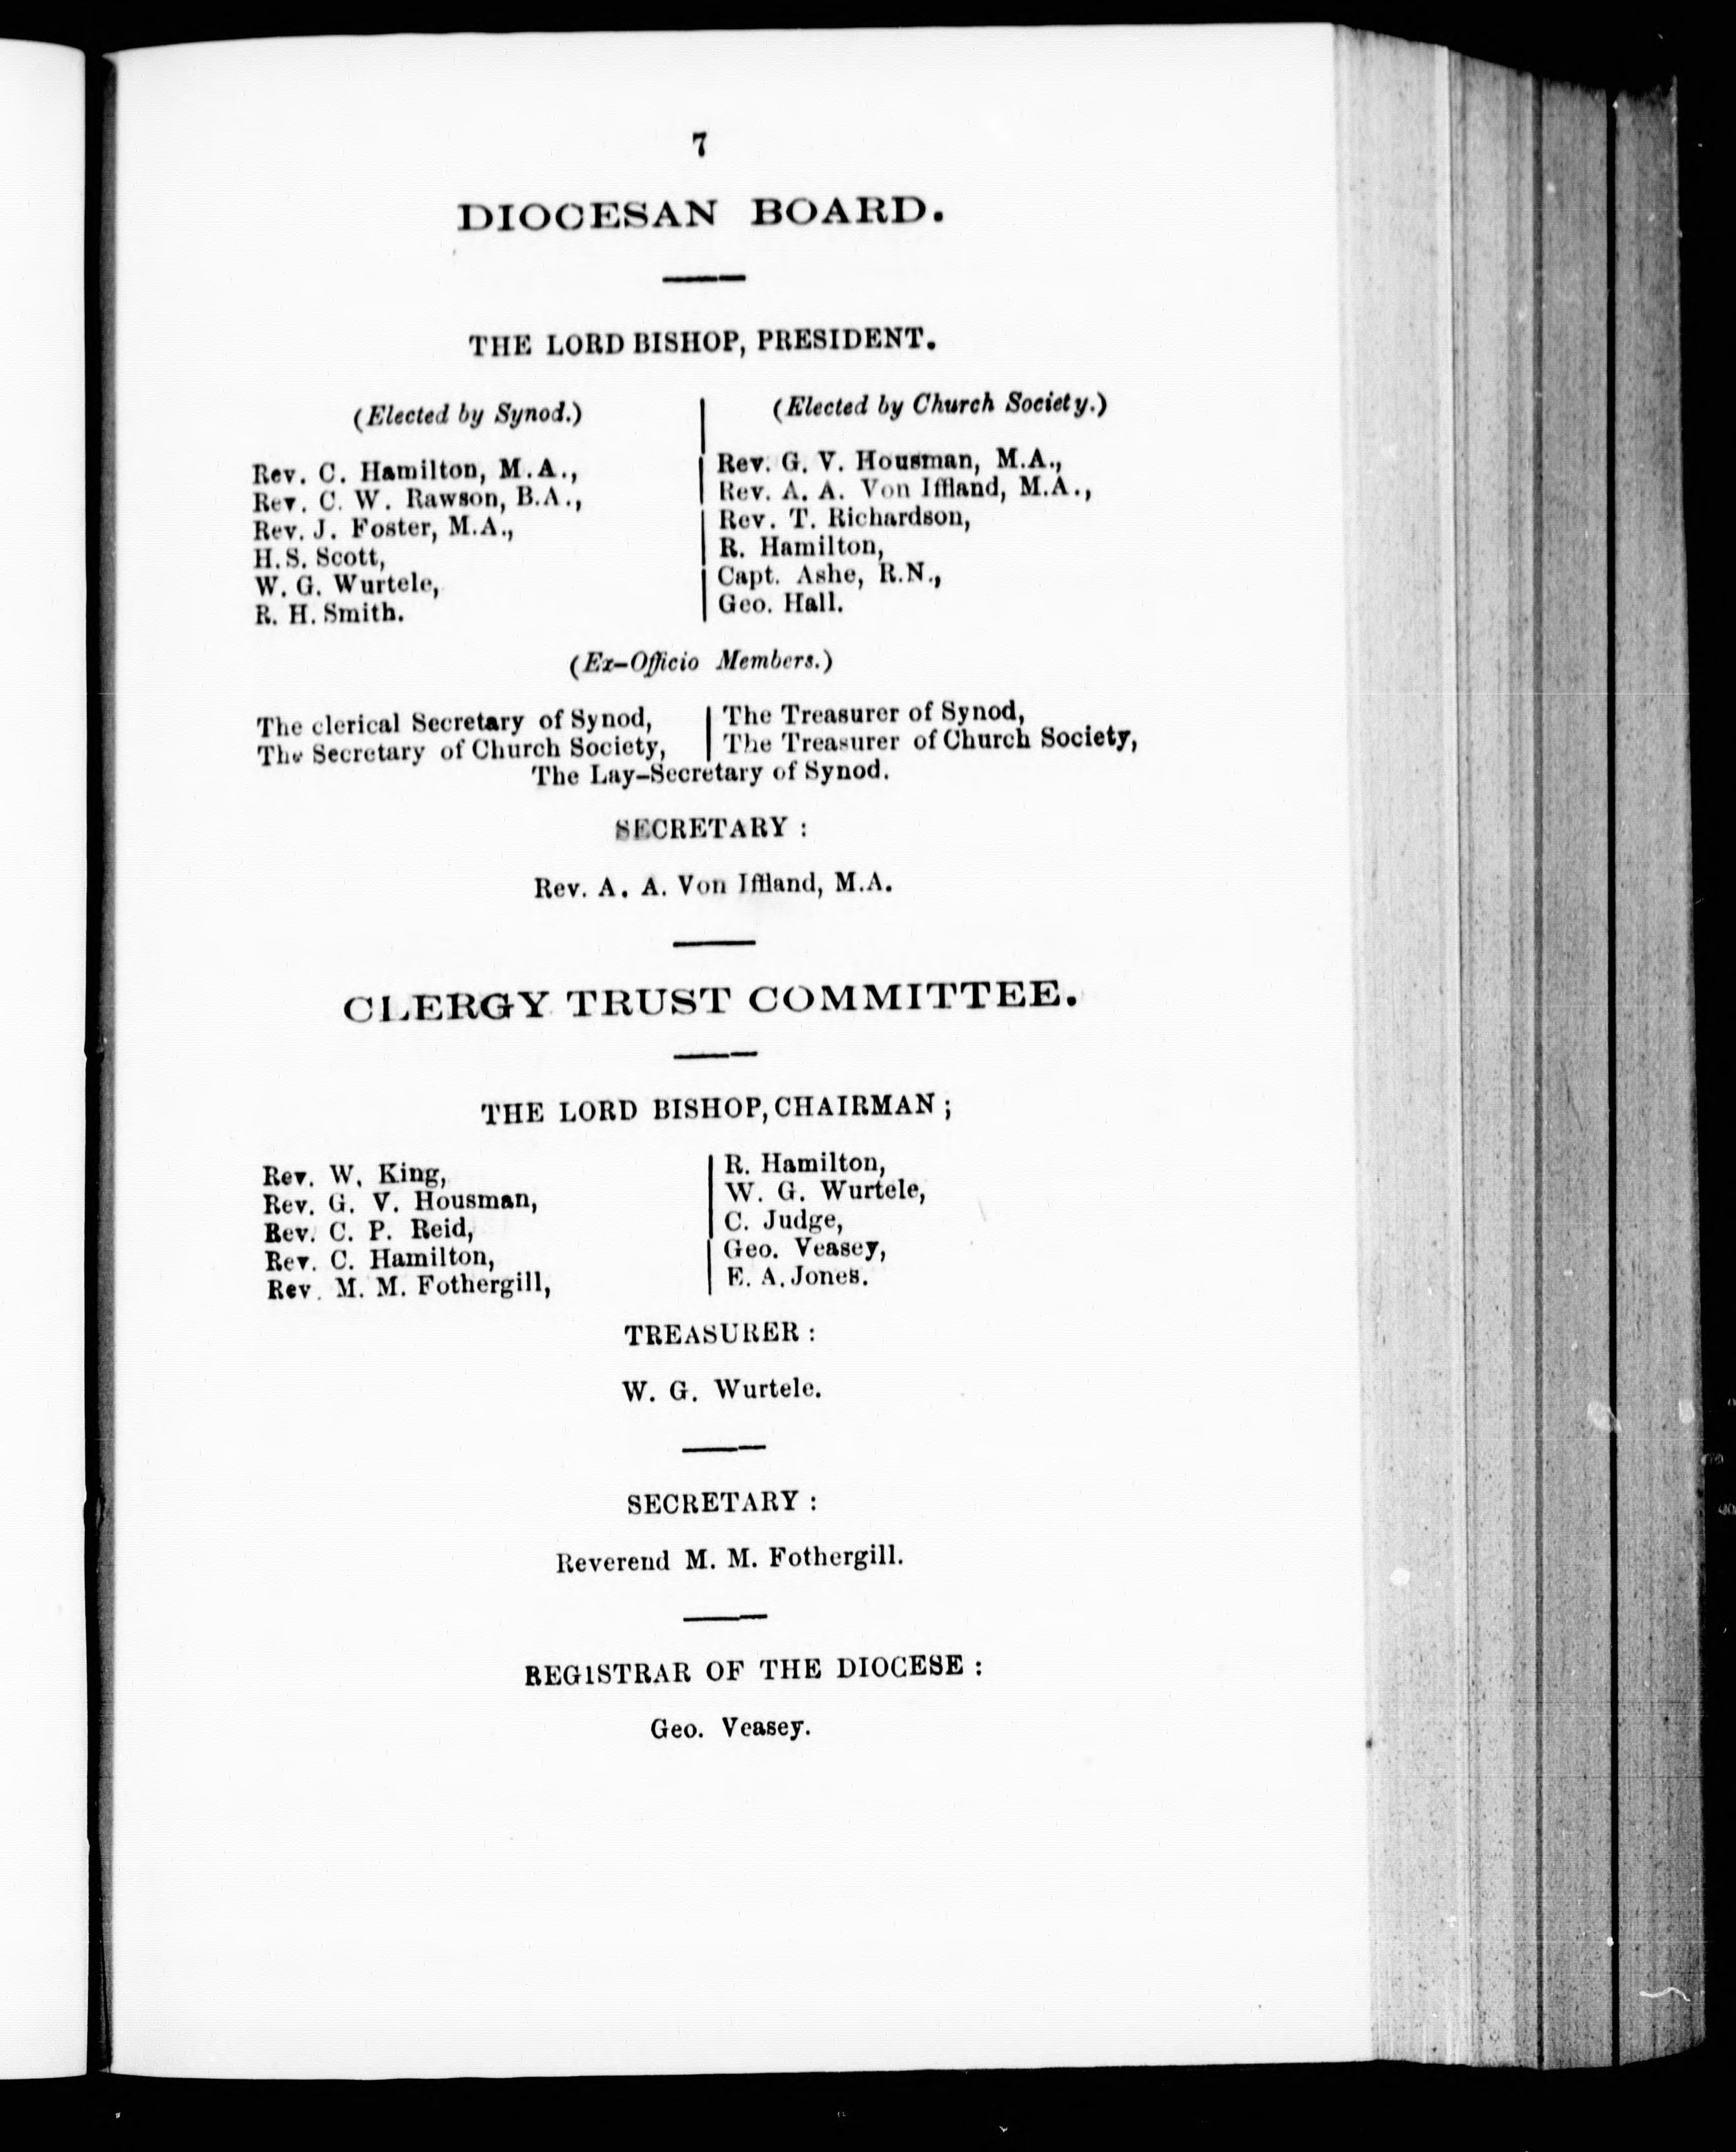 7
DIOCESAN BOARD.
THE LORD BISHOP, PRESIDENT.
(Elected by Synod.)
Rev. C. Hamilton, M.A.,
Rev. C. W. Rawson, B.A.,
Rev. J. Foster, M.A.,
H. S. Scott,
W. G. Wurtele,
R. H. Smith.
(Elected by Church Society.)
Rev. G. V. Housman, M.A.,
Rev. A. A. Von Iffland, M.A.,
Rev. T. Richardson,
R. Hamilton,
Capt. Ashe, R.N.,
Geo. Hall.
(Ex-Officio Members.)
The clerical Secretary of Synod,
The Secretary of Church Society,
The Treasurer of Synod,
The Treasurer of Church Society,
The Lay-Secretary of Synod.
SECRETARY :
Rev. A. A. Von Iffland, M.A.
CLERGY TRUST COMMITTEE.
THE LORD BISHOP, CHAIRMAN ;
Rev. W. King,
Rev. G. V. Housman,
Rev. C. P. Reid,
Rev. C. Hamilton,
Rev. M. M. Fothergill,
R. Hamilton,
W. G. Wurtele,
C. Judge,
Geo. Veasey,
E. A. Jones.
TREASURER :
W. G. Wurtele.
SECRETARY :
Reverend M. M. Fothergill.
REGISTRAR OF THE DIOCESE :
Geo. Veasey.